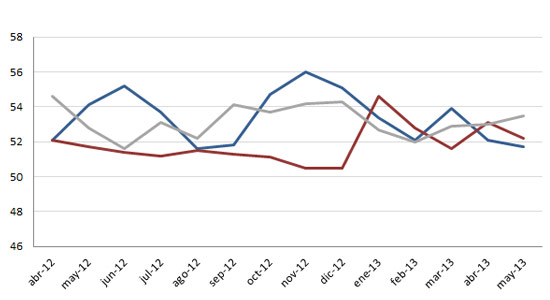 58
56
54
52
50
48
46
abr-12
may-12
jun-12
jul-12
ago-12
sep-12
oct-12
nov-12
dic-12
ene-13
feb-13
mar-13
abr-13
may-13